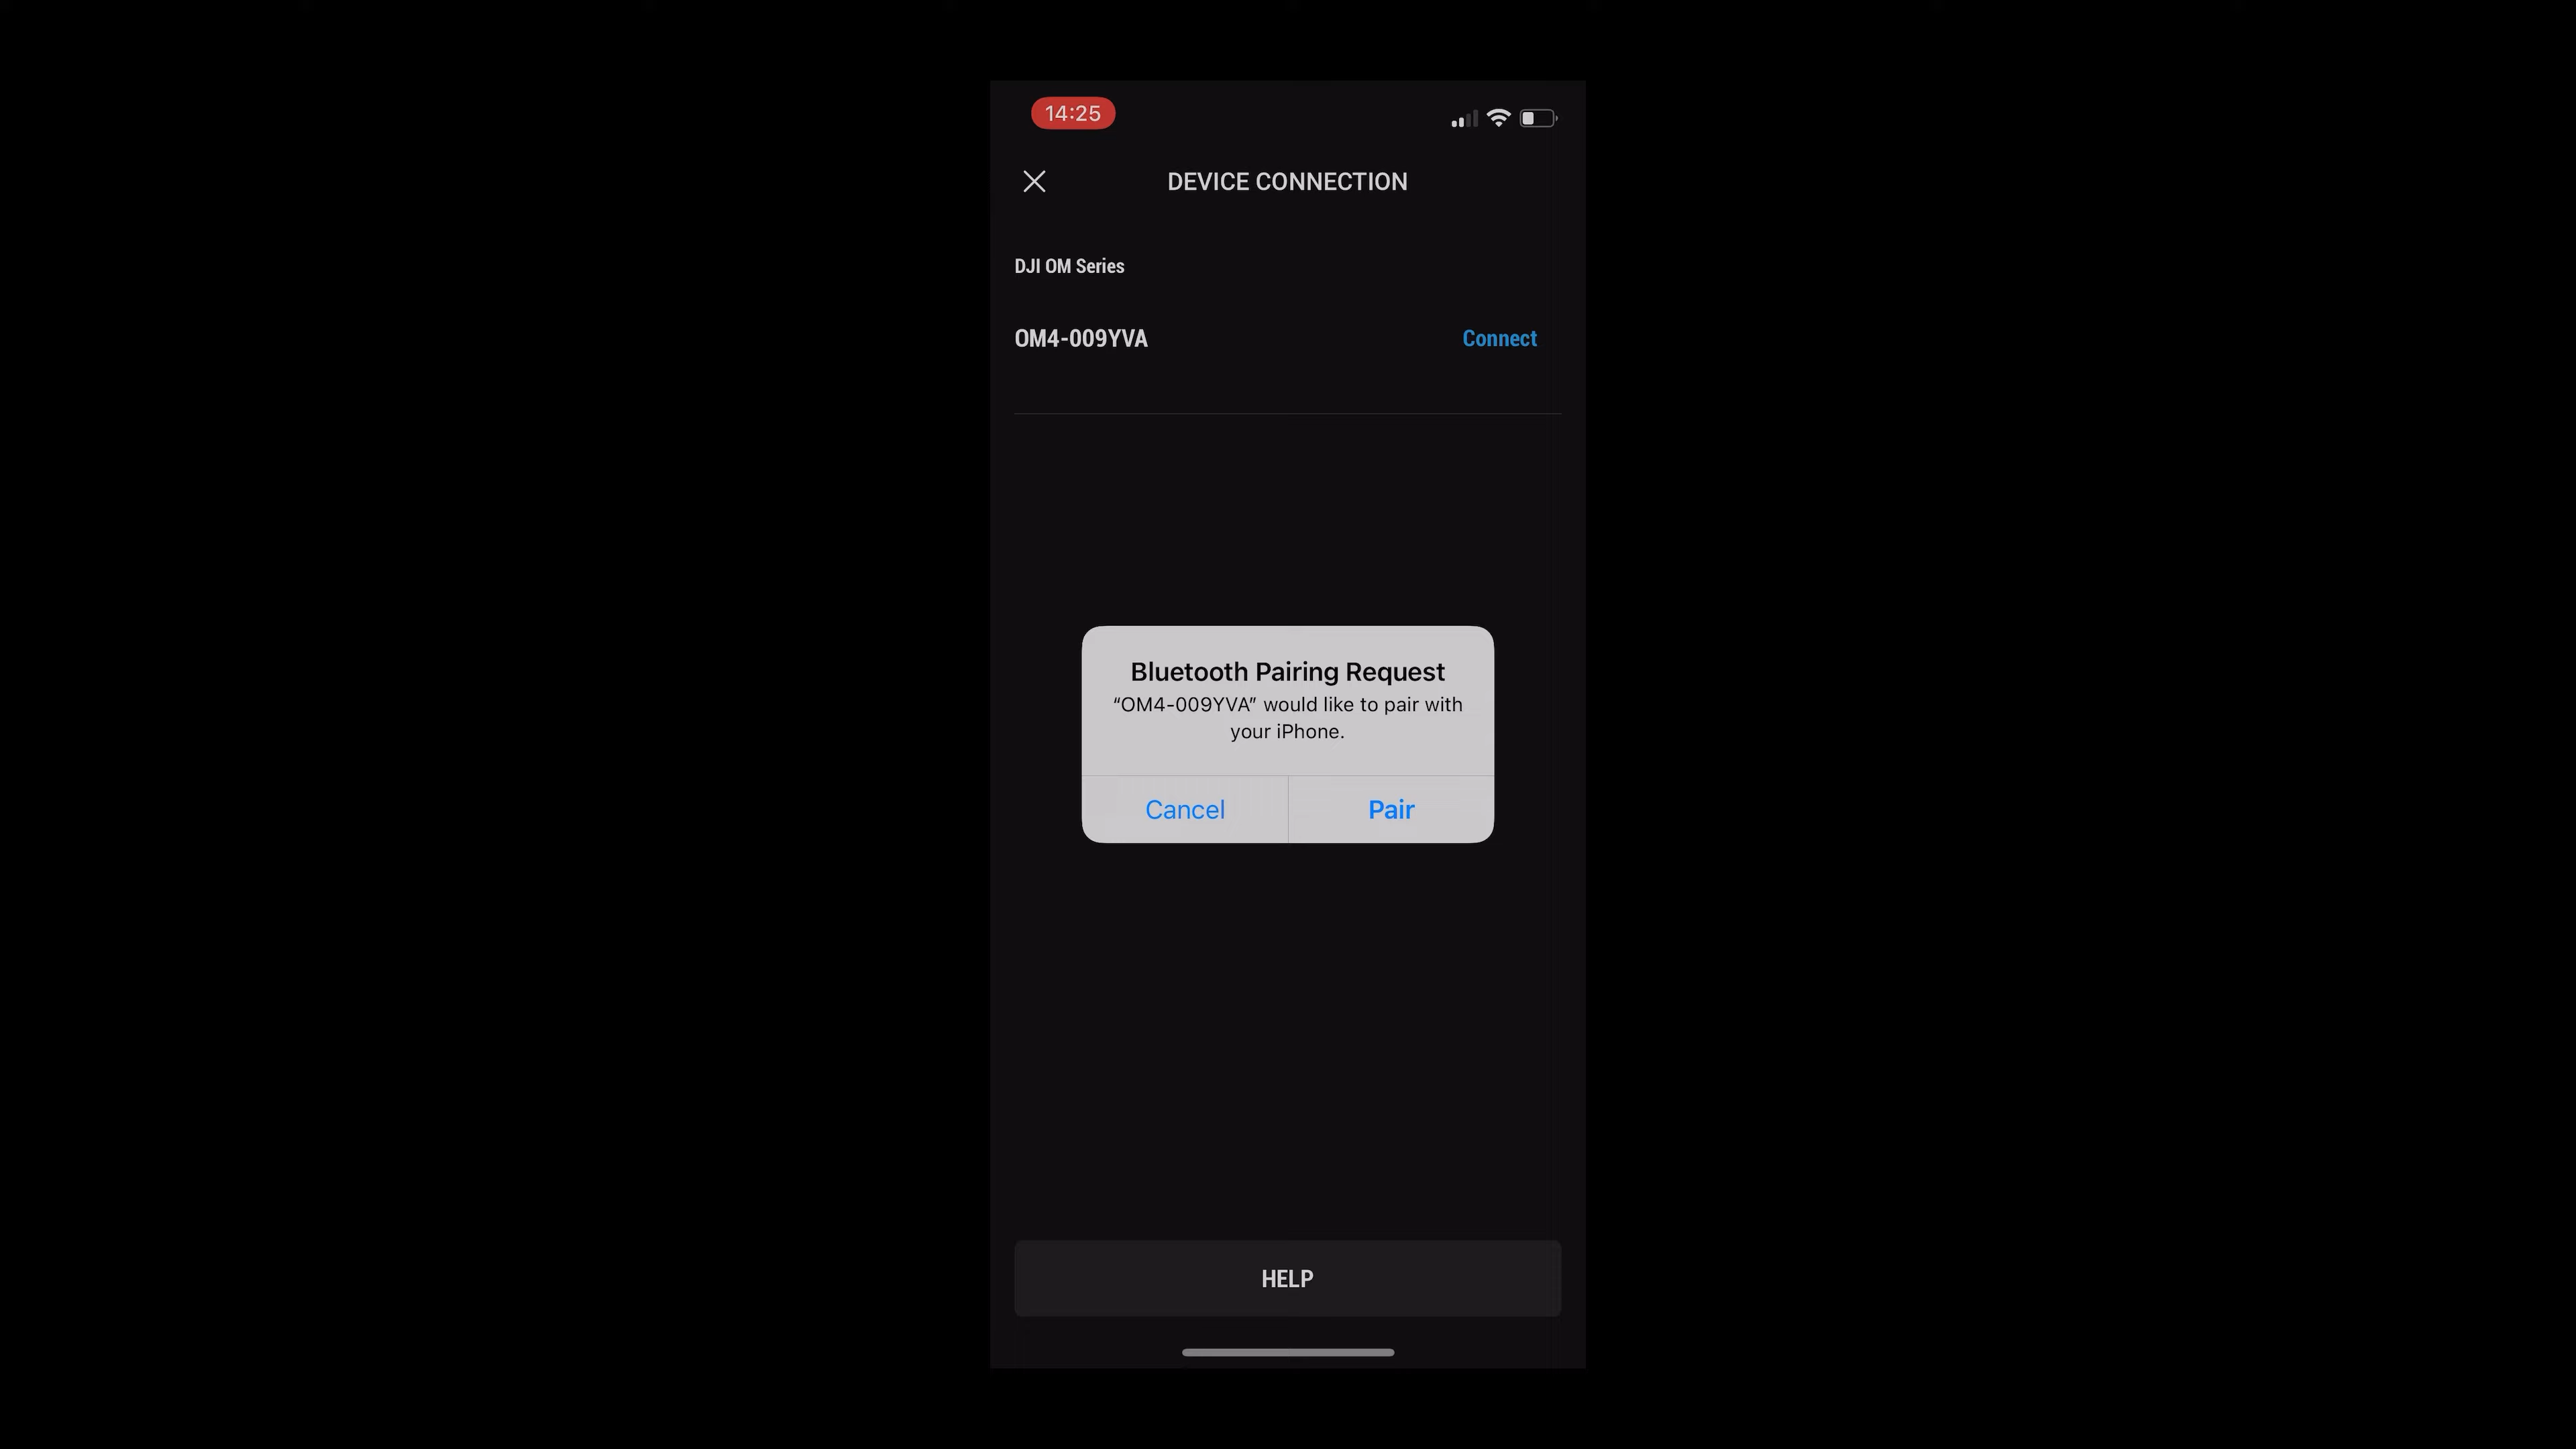 14:25
DEVICE CONNECTION
DJI OM Series
OM4-009YVA
Connect
Bluetooth Pairing Request
“OM4-009YVA” would like to pair with
your iPhone.
Cancel
Pair
HELP